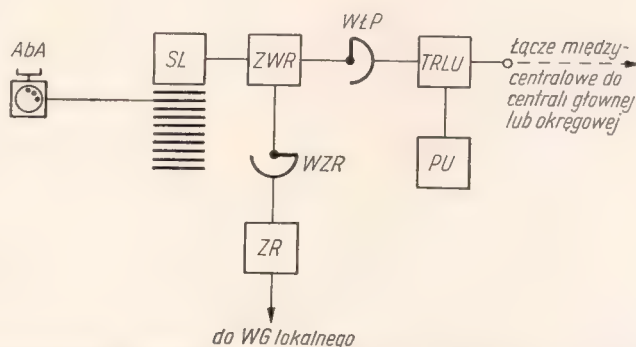 AbA
SL
ZWR
WŁP
TRLU
Łącze między-
centralowe do
centrali głównej
lub okręgowej
WZR
PU
ZR
do WG lokalnego